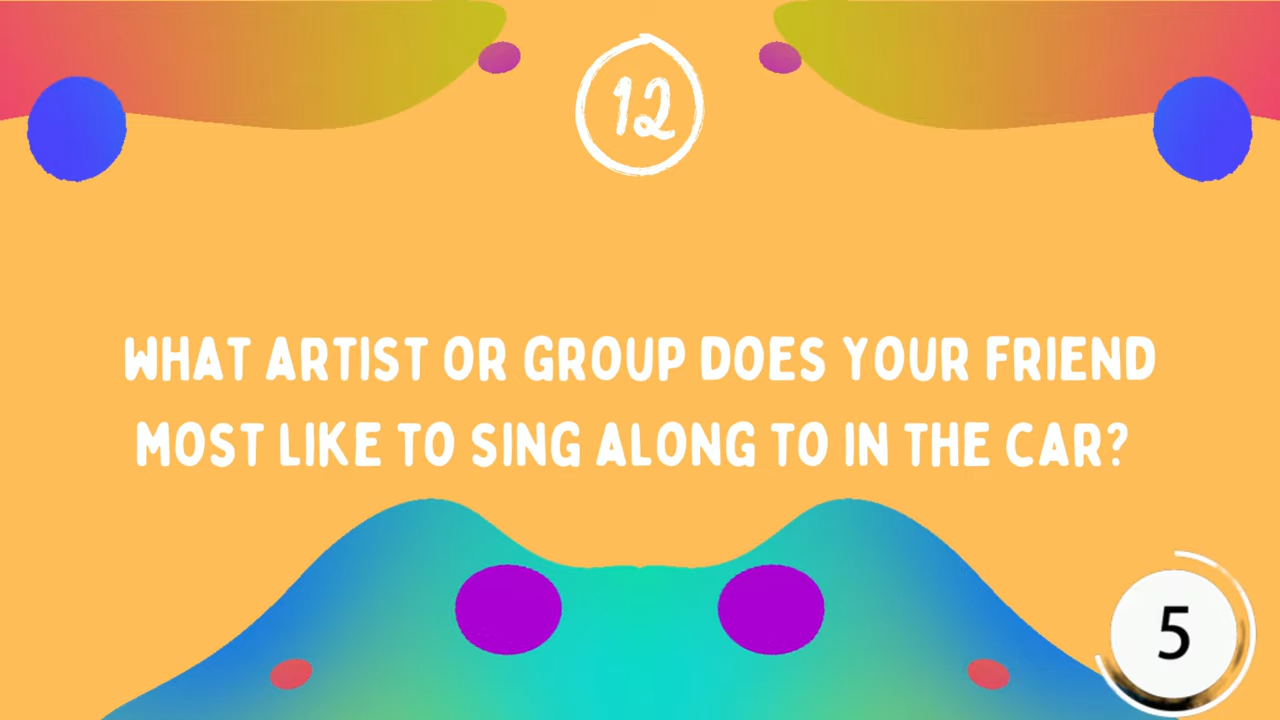 12
WHAT ARTIST OR GROUP DOES YOUR FRIEND
MOST LIKE TO SING ALONG TO IN THE CAR?
5